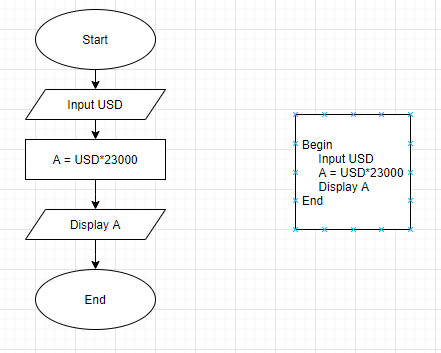 Start
Input USD
A = USD*23000
Display A
End
Begin
Input USD
A = USD*23000
Display A
End